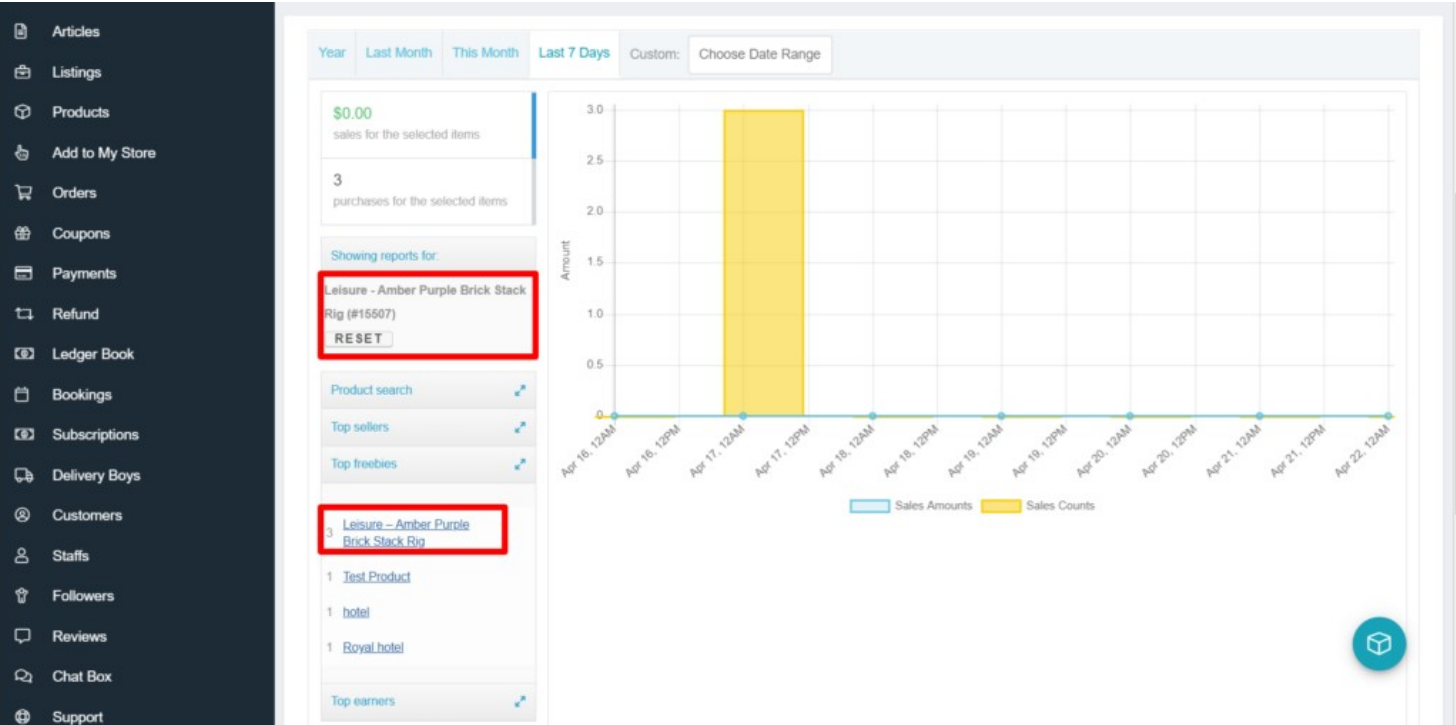 Articles
Listings
Products
Add to My Store
Orders
Coupons
Payments
Refund
Ledger Book
Bookings
Subscriptions
Delivery Boys
Customers
Staffs
Followers
Reviews
Chat Box
Support
Year Last Month This Month Last 7 Days Custom: Choose Date Range
$0.00
sales for the selected items
3
purchases for the selected items
Showing reports for:
Leisure - Amber Purple Brick Stack
Rig (#15507)
RESET
Product search
Top sellers
Top freebies
3 Leisure – Amber Purple
Brick Stack Rig
1 Test Product
1 hotel
1 Royal hotel
Top earners
Amount
3.0
2.5
2.0
1.5
1.0
0.5
0
Apr 16, 12AM
Apr 16, 12PM
Apr 17, 12AM
Apr 17, 12PM
Apr 18, 12AM
Apr 18, 12PM
Apr 19, 12AM
Apr 19, 12PM
Apr 20, 12AM
Apr 20, 12PM
Apr 21, 12AM
Apr 21, 12PM
Apr 22, 12AM
Sales Amounts Sales Counts